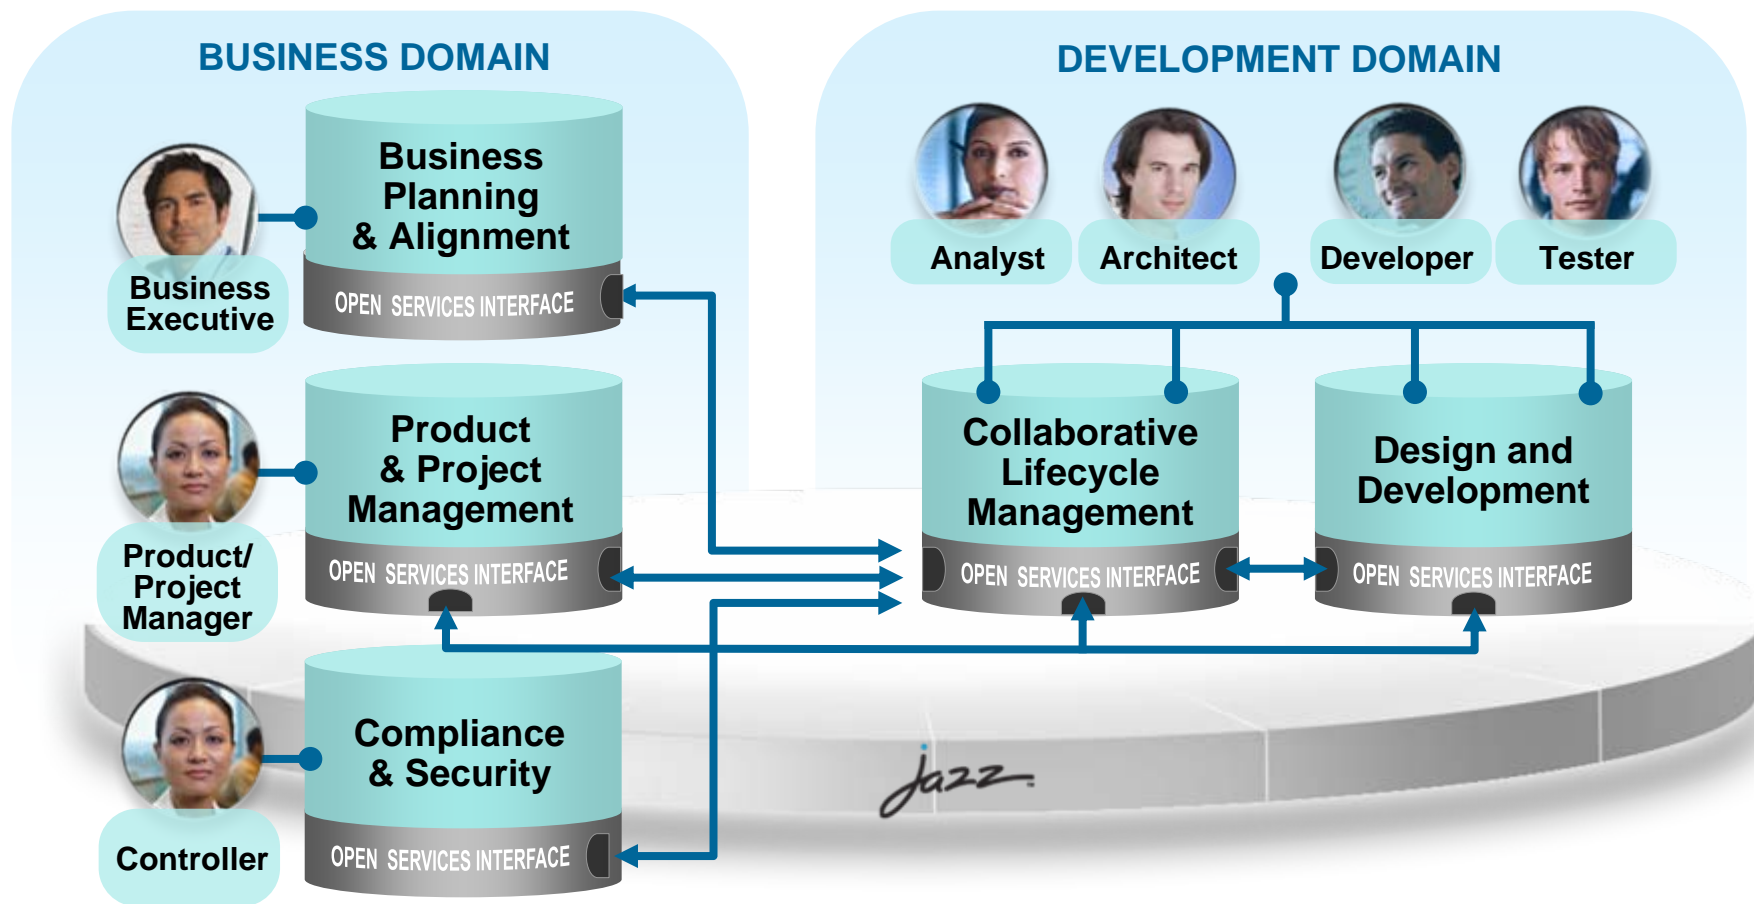 BUSINESS DOMAIN
Business
Planning
& Alignment
OPEN SERVICES INTERFACE
Business
Executive
Product
& Project
Management
OPEN SERVICES INTERFACE
Product/
Project
Manager
Compliance
& Security
OPEN SERVICES INTERFACE
Controller
DEVELOPMENT DOMAIN
Analyst
Architect
Developer
Tester
Collaborative
Lifecycle
Management
OPEN SERVICES INTERFACE
Design and
Development
OPEN SERVICES INTERFACE
jazz